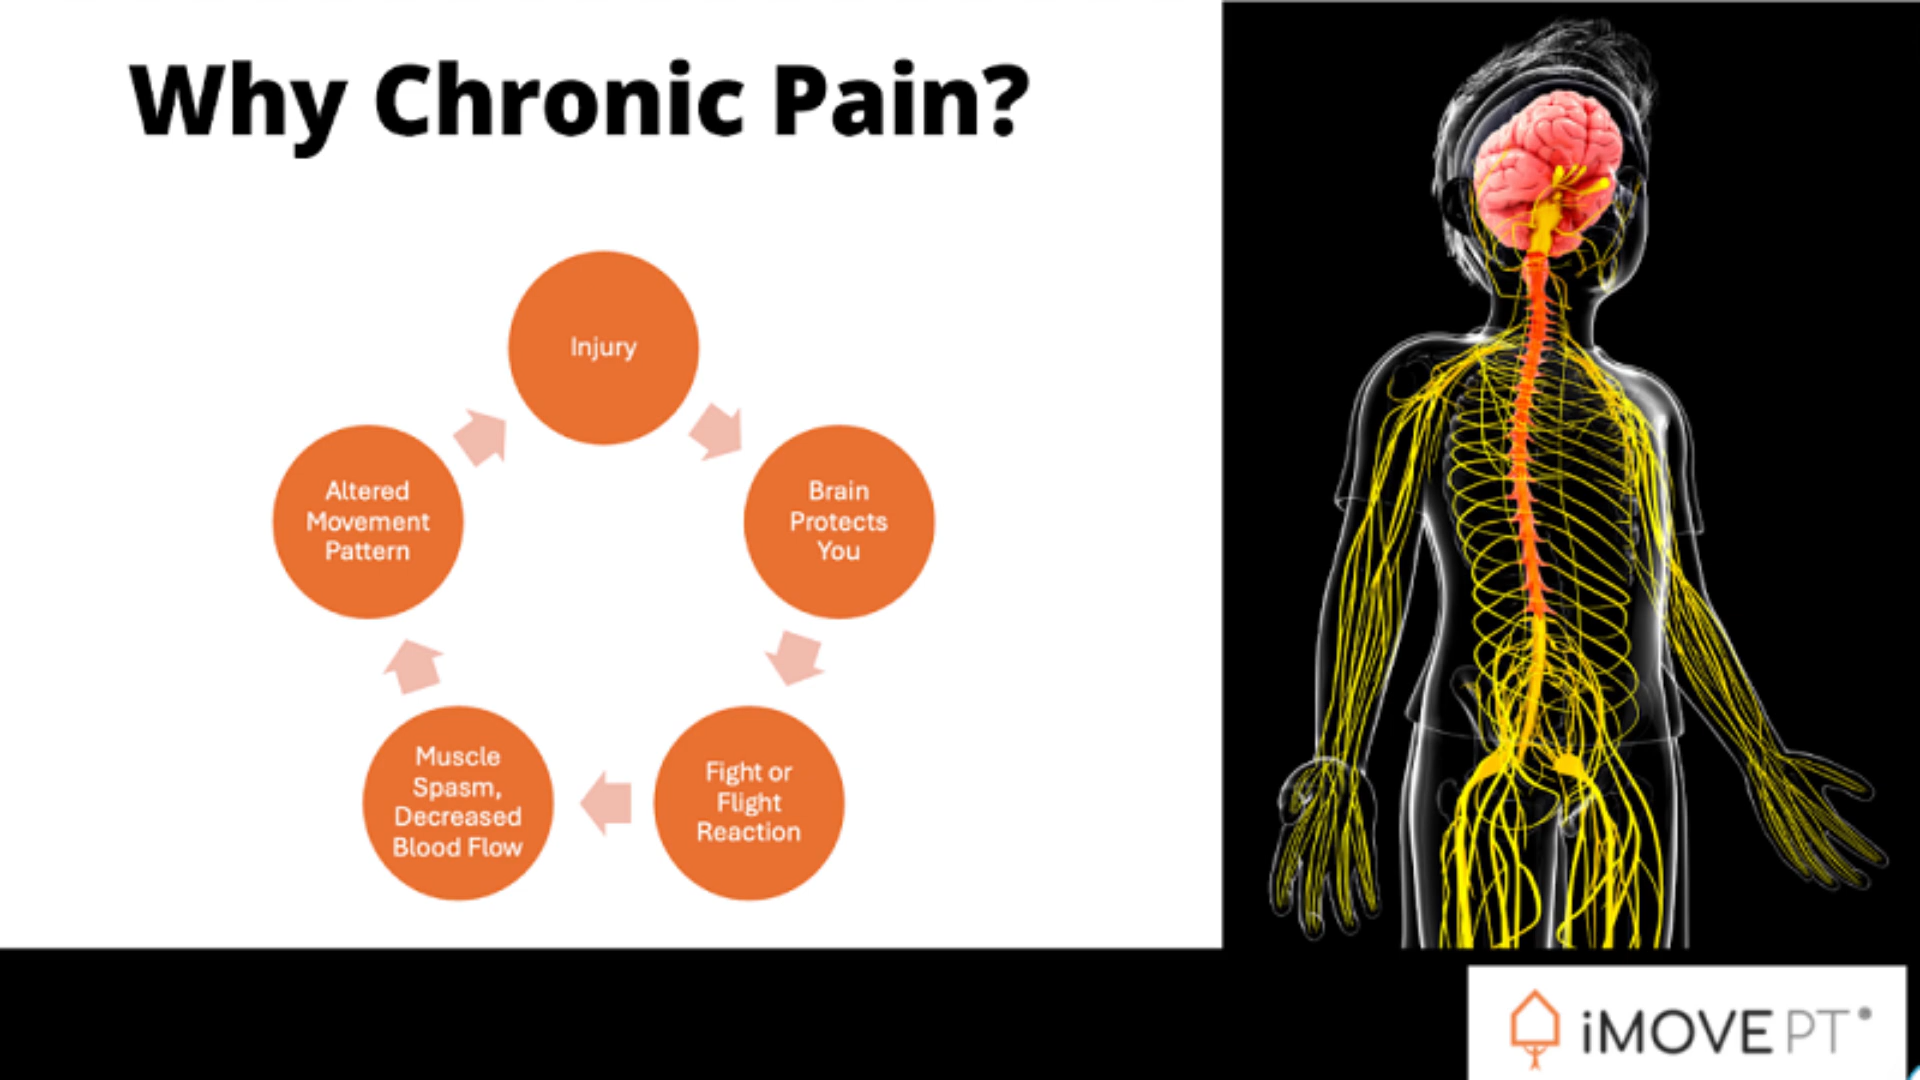 Why Chronic Pain?
Injury
Brain
Protects
You
Fight or
Flight
Reaction
Muscle
Spasm,
Decreased
Blood Flow
Altered
Movement
Pattern
iMOVE PT